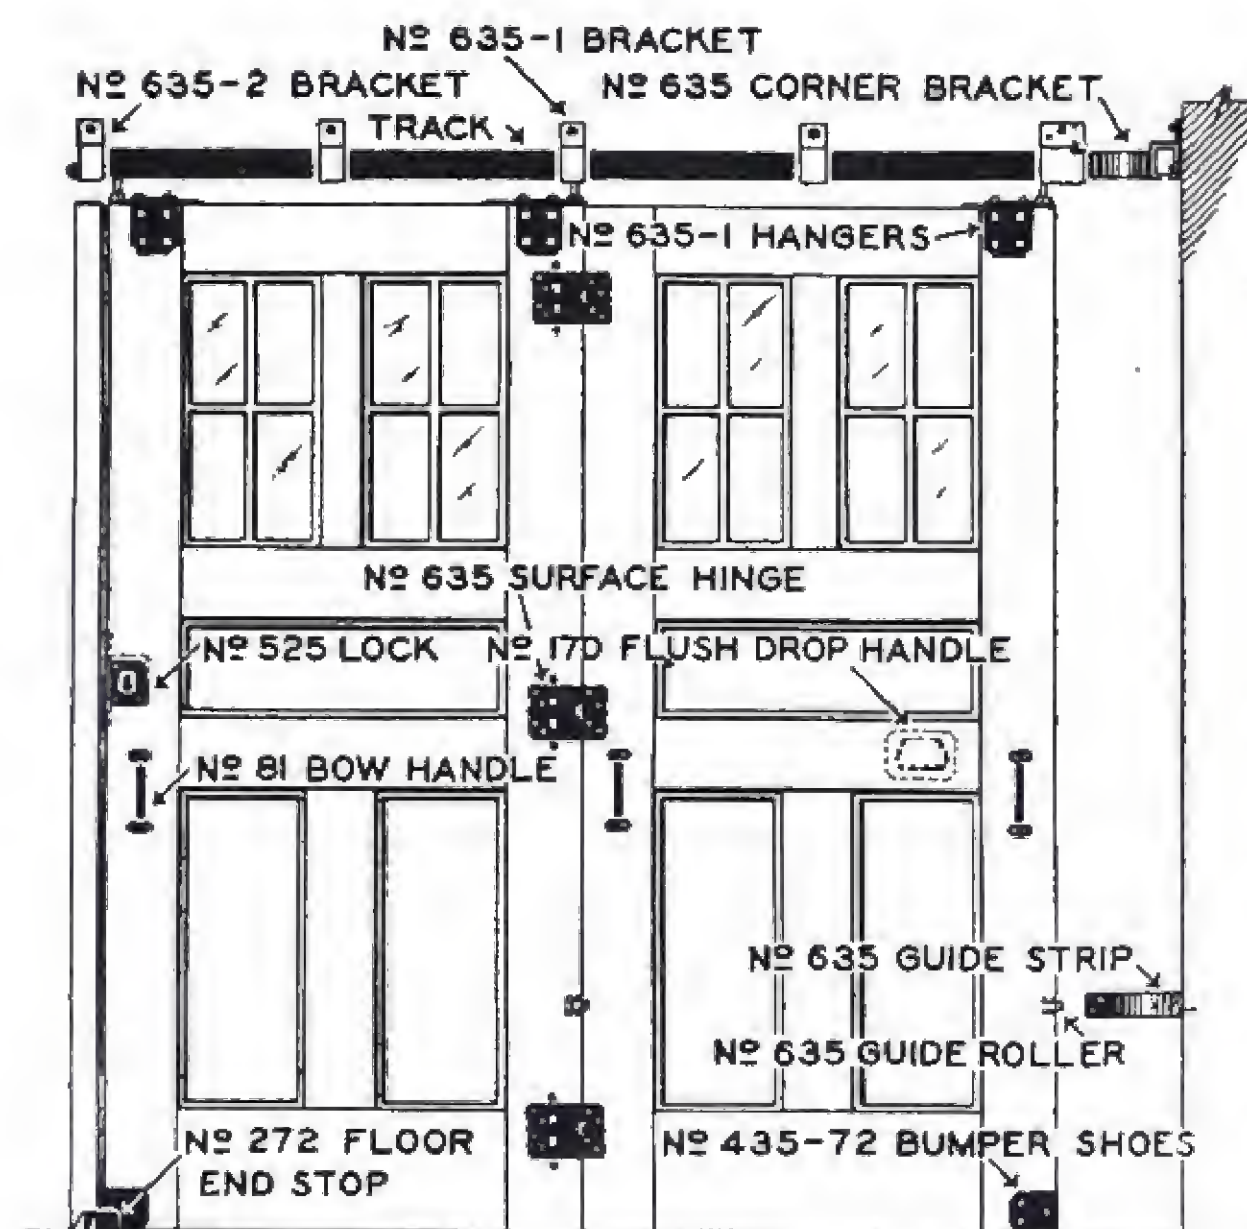 Nº 635-1 BRACKET
Nº 635-2 BRACKET
Nº 635 CORNER BRACKET
TRACK
Nº 635-1 HANGERS
Nº 635 SURFACE HINGE
Nº 525 LOCK
Nº 170 FLUSH DROP HANDLE
Nº 81 BOW HANDLE
Nº 635 GUIDE STRIP
Nº 635 GUIDE ROLLER
Nº 272 FLOOR
END STOP
Nº 435-72 BUMPER SHOES